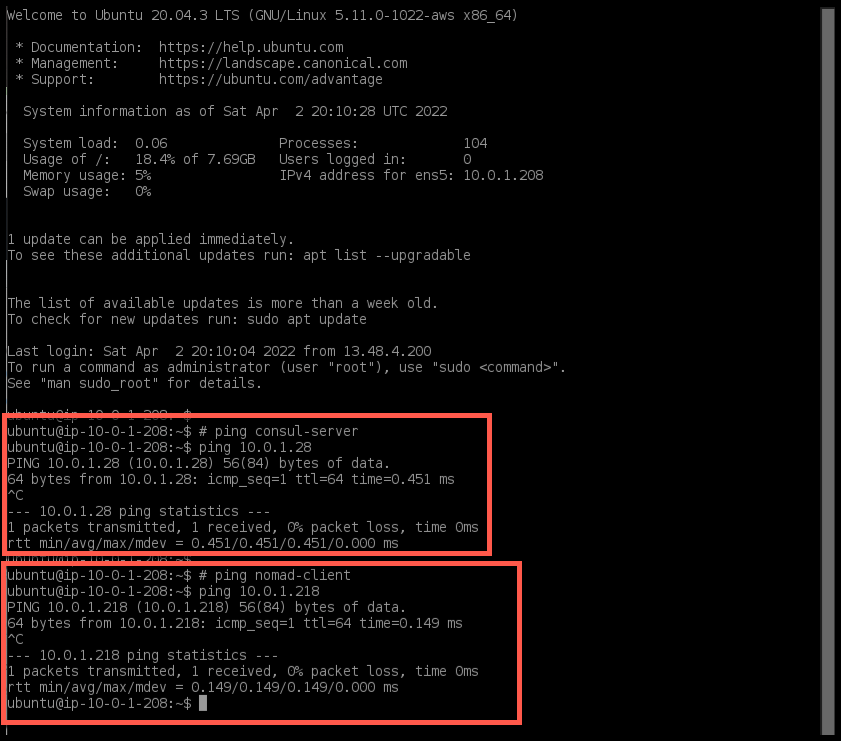 Welcome to Ubuntu 20.04.3 LTS (GNU/Linux 5.11.0-1022-aws x86_64)
* Documentation:  https://help.ubuntu.com
* Management:     https://landscape.canonical.com
* Support:        https://ubuntu.com/advantage
System information as of Sat Apr  2 20:10:28 UTC 2022
System load:  0.06              Processes:             104
Usage of /:   18.4% of 7.69GB   Users logged in:       0
Memory usage: 5%                IPv4 address for ens5: 10.0.1.208
Swap usage:   0%
1 update can be applied immediately.
To see these additional updates run: apt list --upgradable
The list of available updates is more than a week old.
To check for new updates run: sudo apt update
Last login: Sat Apr  2 20:10:04 2022 from 13.48.4.200
To run a command as administrator (user "root"), use "sudo <command>".
See "man sudo_root" for details.
ubuntu@ip-10-0-1-208:~$
ubuntu@ip-10-0-1-208:~$ # ping consul-server
ubuntu@ip-10-0-1-208:~$ ping 10.0.1.28
PING 10.0.1.28 (10.0.1.28) 56(84) bytes of data.
64 bytes from 10.0.1.28: icmp_seq=1 ttl=64 time=0.451 ms
^C
--- 10.0.1.28 ping statistics ---
1 packets transmitted, 1 received, 0% packet loss, time 0ms
rtt min/avg/max/mdev = 0.451/0.451/0.451/0.000 ms
ubuntu@ip-10-0-1-208:~$
ubuntu@ip-10-0-1-208:~$ # ping nomad-client
ubuntu@ip-10-0-1-208:~$ ping 10.0.1.218
PING 10.0.1.218 (10.0.1.218) 56(84) bytes of data.
64 bytes from 10.0.1.218: icmp_seq=1 ttl=64 time=0.149 ms
^C
--- 10.0.1.218 ping statistics ---
1 packets transmitted, 1 received, 0% packet loss, time 0ms
rtt min/avg/max/mdev = 0.149/0.149/0.149/0.000 ms
ubuntu@ip-10-0-1-208:~$